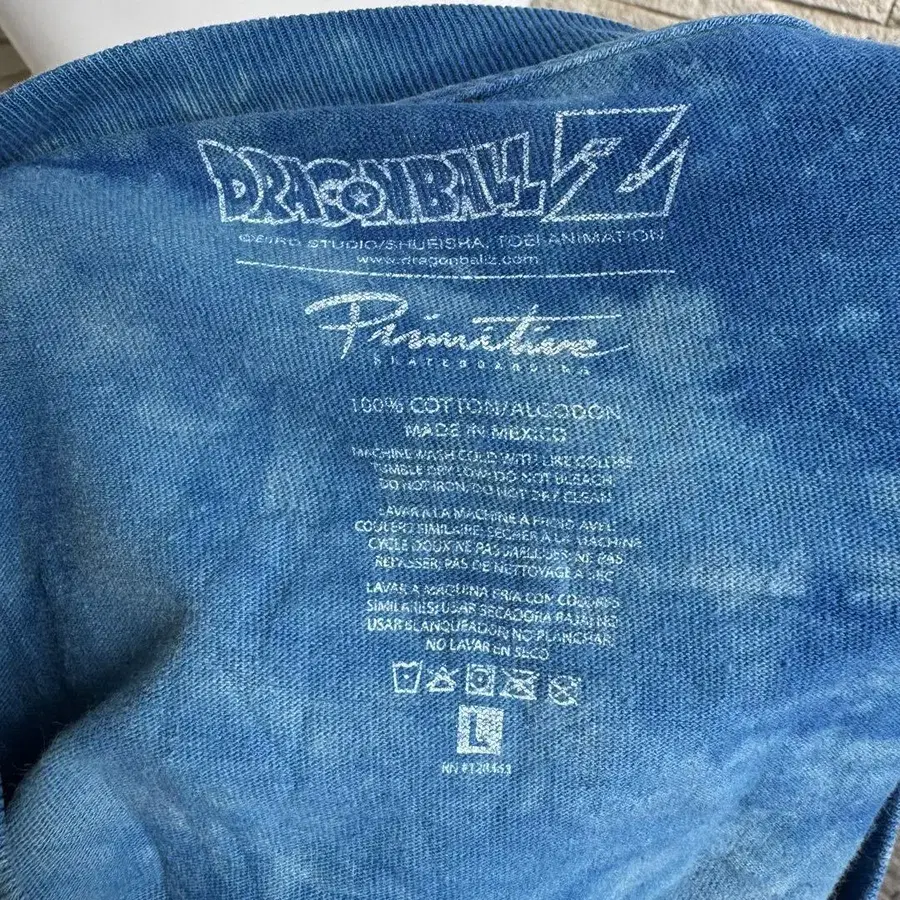 DRAGONBALL Z
©BIRD STUDIO/SHUEISHA, TOEI ANIMATION
www.dragonballz.com
Primitive
SKATEBOARDING
100% COTTON/ALGODON
MADE IN MEXICO
MACHINE WASH COLD WITH LIKE COLORS
TUMBLE DRY LOW, DO NOT BLEACH
DO NOT IRON, DO NOT DRY CLEAN
LAVAR A LA MACHINE A FROID AVEC
COULERS SIMILAIRE, SECHER A LA MACHINE
CYCLE DOUX NE PAS NE PAS
REPASSER, PAS DE NETTOYAGE A SEC
LAVAR A MAQUINA FRIA CON COLORES
SIMILARES, USAR SECADORA BAJA, NO
USAR BLANQUEADOR, NO PLANCHAR
NO LAVAR EN SECO
L